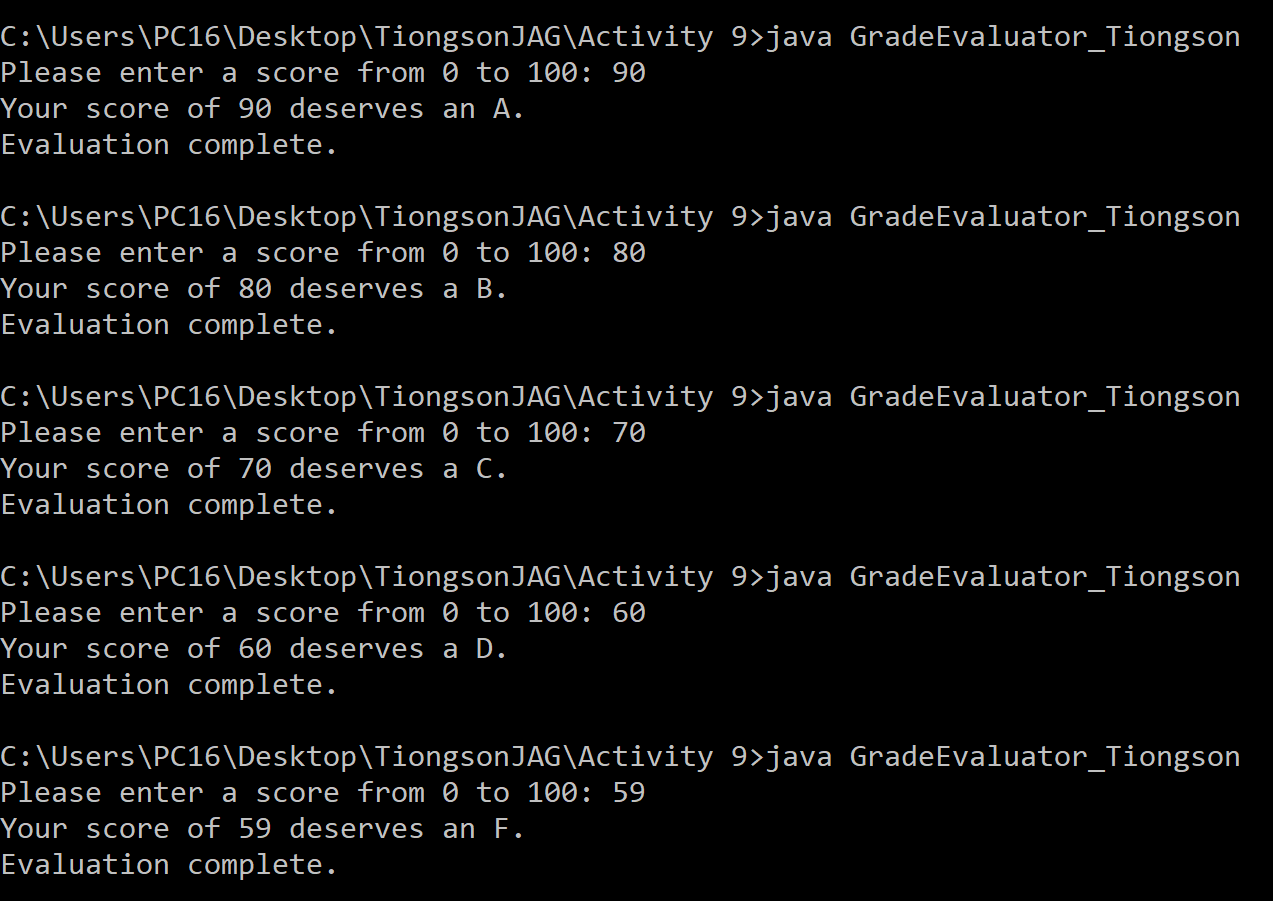 C:\Users\PC16\Desktop\TiongsonJAG\Activity 9>java GradeEvaluator_Tiongson
Please enter a score from 0 to 100: 90
Your score of 90 deserves an A.
Evaluation complete.
C:\Users\PC16\Desktop\TiongsonJAG\Activity 9>java GradeEvaluator_Tiongson
Please enter a score from 0 to 100: 80
Your score of 80 deserves a B.
Evaluation complete.
C:\Users\PC16\Desktop\TiongsonJAG\Activity 9>java GradeEvaluator_Tiongson
Please enter a score from 0 to 100: 70
Your score of 70 deserves a C.
Evaluation complete.
C:\Users\PC16\Desktop\TiongsonJAG\Activity 9>java GradeEvaluator_Tiongson
Please enter a score from 0 to 100: 60
Your score of 60 deserves a D.
Evaluation complete.
C:\Users\PC16\Desktop\TiongsonJAG\Activity 9>java GradeEvaluator_Tiongson
Please enter a score from 0 to 100: 59
Your score of 59 deserves an F.
Evaluation complete.